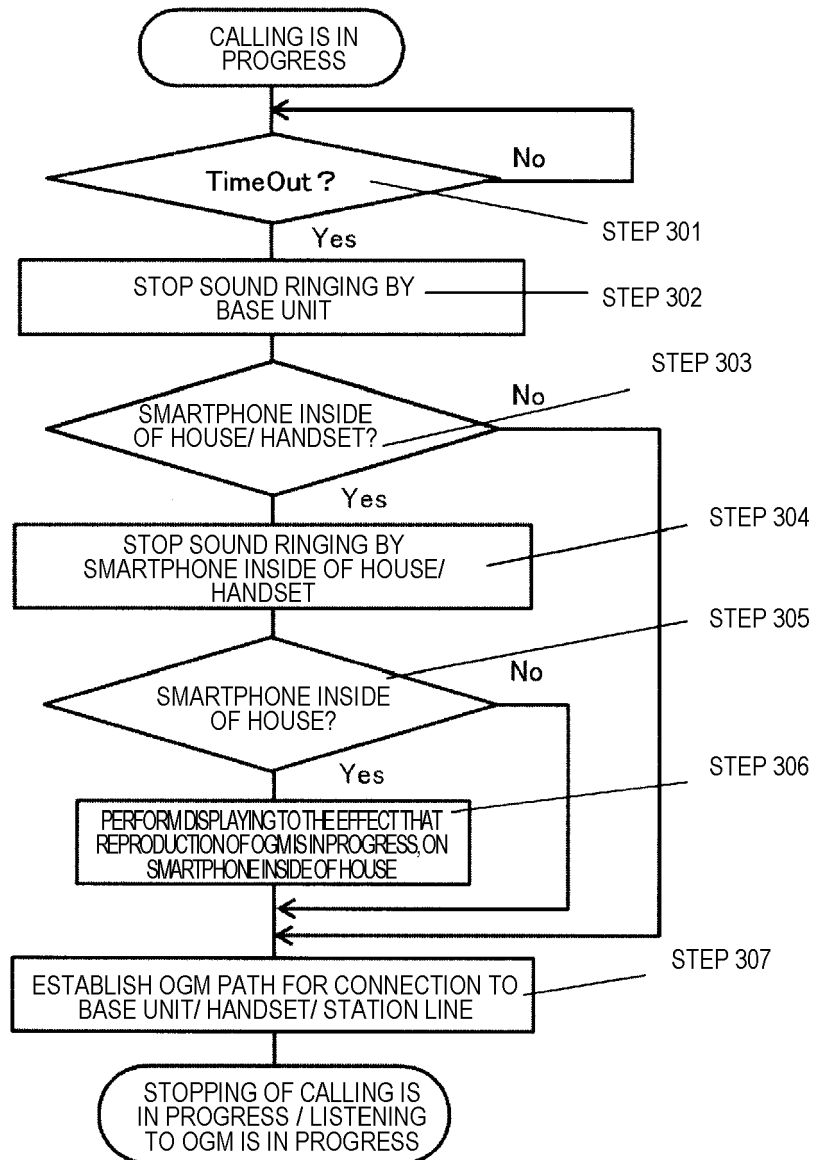 CALLING IS IN
PROGRESS
TimeOut?
No
STEP 301
Yes
STOP SOUND RINGING BY
BASE UNIT
STEP 302
STEP 303
No
SMARTPHONE INSIDE
OF HOUSE/ HANDSET?
Yes
STEP 304
STOP SOUND RINGING BY
SMARTPHONE INSIDE OF HOUSE/
HANDSET
STEP 305
No
SMARTPHONE INSIDE
OF HOUSE?
Yes
STEP 306
PERFORM DISPLAYING TO THE EFFECT THAT
REPRODUCTION OF OGM IS IN PROGRESS, ON
SMARTPHONE INSIDE OF HOUSE
STEP 307
ESTABLISH OGM PATH FOR CONNECTION TO
BASE UNIT/ HANDSET/ STATION LINE
STOPPING OF CALLING IS
IN PROGRESS / LISTENING
TO OGM IS IN PROGRESS